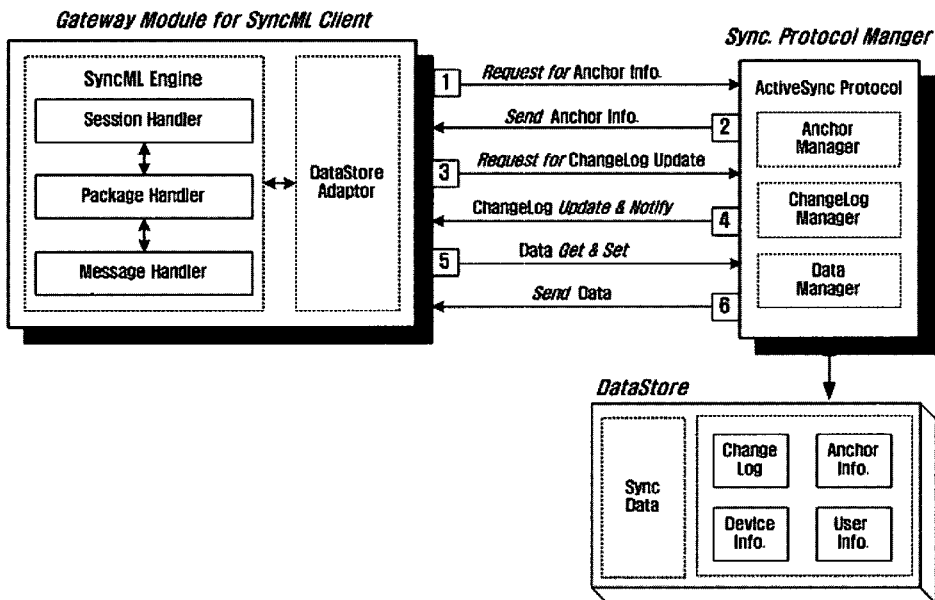 Gateway Module for SyncML Client
SyncML Engine
Session Handler
Package Handler
Message Handler
DataStore
Adaptor
1
Request for Anchor Info.
Send Anchor Info.
2
3
Request for ChangeLog Update
ChangeLog Update & Notify
4
5
Data Get & Set
Send Data
6
Sync. Protocol Manger
ActiveSync Protocol
Anchor
Manager
ChangeLog
Manager
Data
Manager
DataStore
Sync
Data
Change
Log
Anchor
Info.
Device
Info.
User
Info.